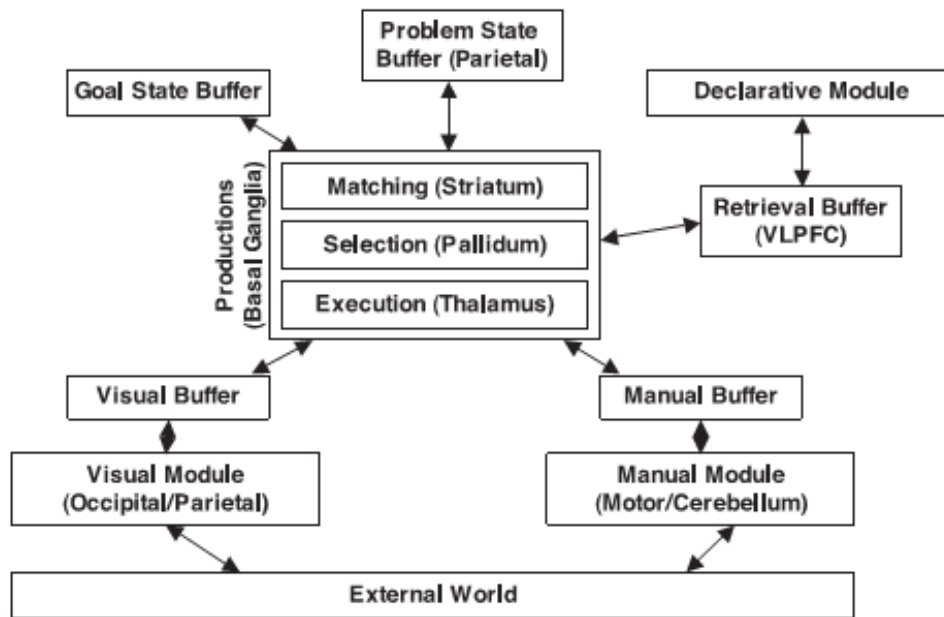 Problem State
Buffer (Parietal)
Goal State Buffer
Declarative Module
Productions
(Basal Ganglia)
Matching (Striatum)
Selection (Pallidum)
Execution (Thalamus)
Retrieval Buffer
(VLPFC)
Visual Buffer
Manual Buffer
Visual Module
(Occipital/Parietal)
Manual Module
(Motor/Cerebellum)
External World